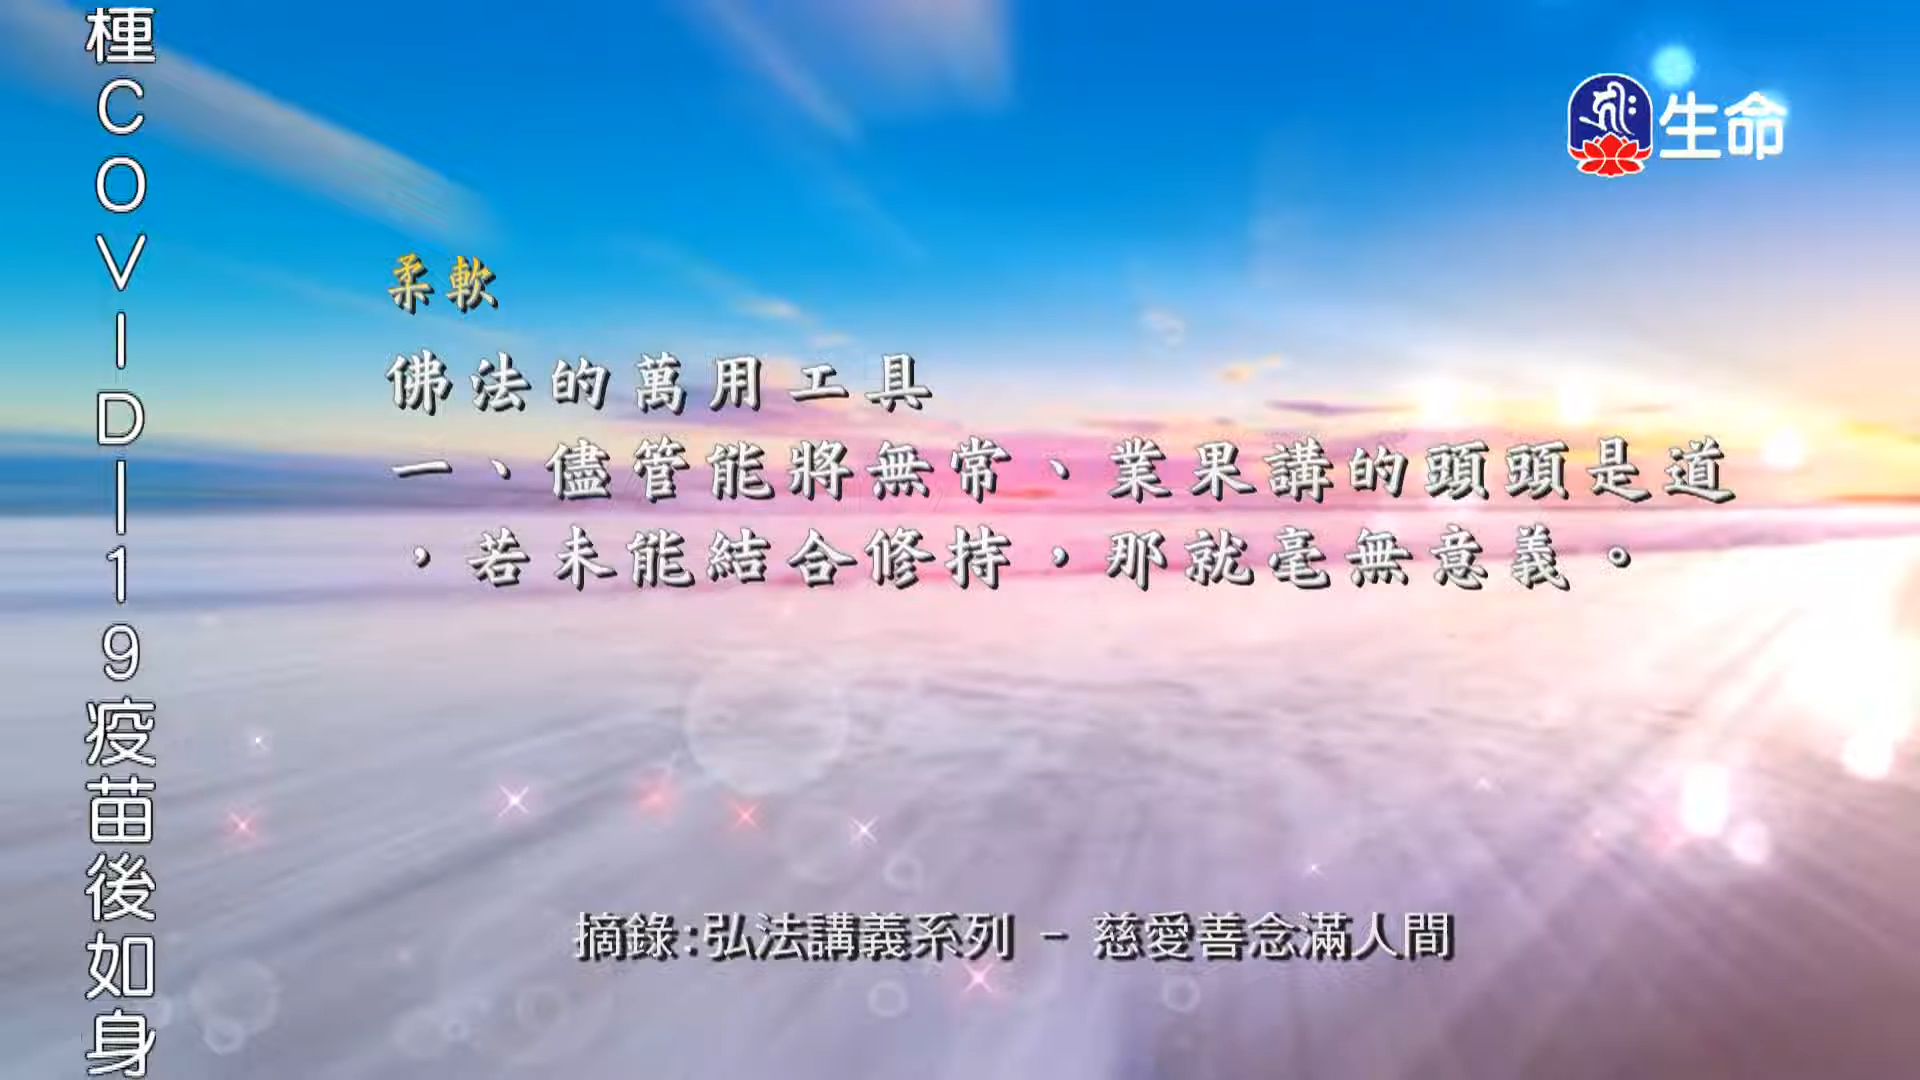 種COVID|19疫苗後如身
生命
柔軟
佛法的萬用工具
一、儘管能將無常、業果講的頭頭是道
，若未能結合修持，那就毫無意義。
摘錄:弘法講義系列 - 慈愛善念滿人間